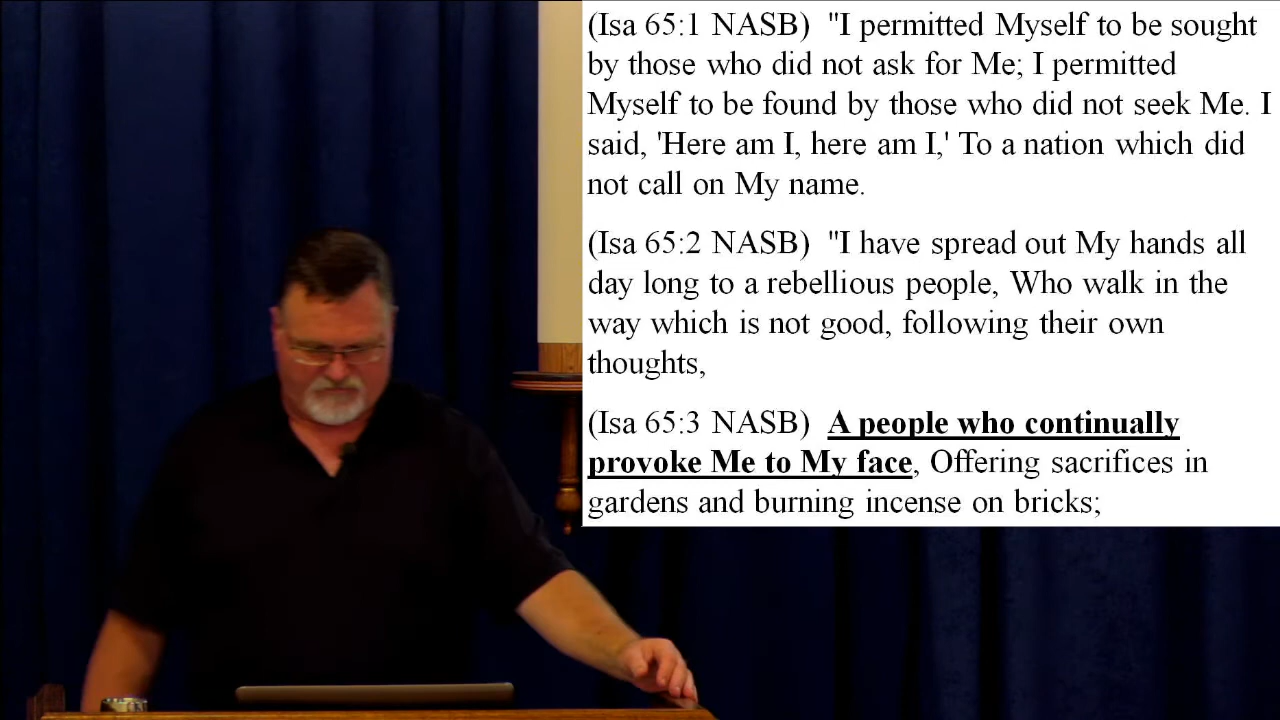 (Isa 65:1 NASB) "I permitted Myself to be sought
by those who did not ask for Me; I permitted
Myself to be found by those who did not seek Me. I
said, 'Here am I, here am I,' To a nation which did
not call on My name.
(Isa 65:2 NASB) "I have spread out My hands all
day long to a rebellious people, Who walk in the
way which is not good, following their own
thoughts,
(Isa 65:3 NASB) A people who continually
provoke Me to My face, Offering sacrifices in
gardens and burning incense on bricks;